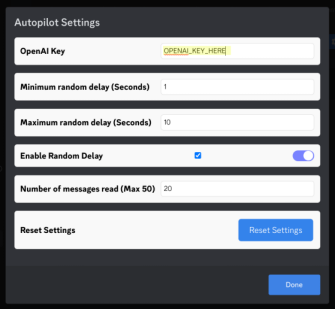 Autopilot Settings
OpenAI Key OPENAI_KEY_HERE
Minimum random delay (Seconds) 1
Maximum random delay (Seconds) 10
Enable Random Delay
Number of messages read (Max 50) 20
Reset Settings Reset Settings
Done